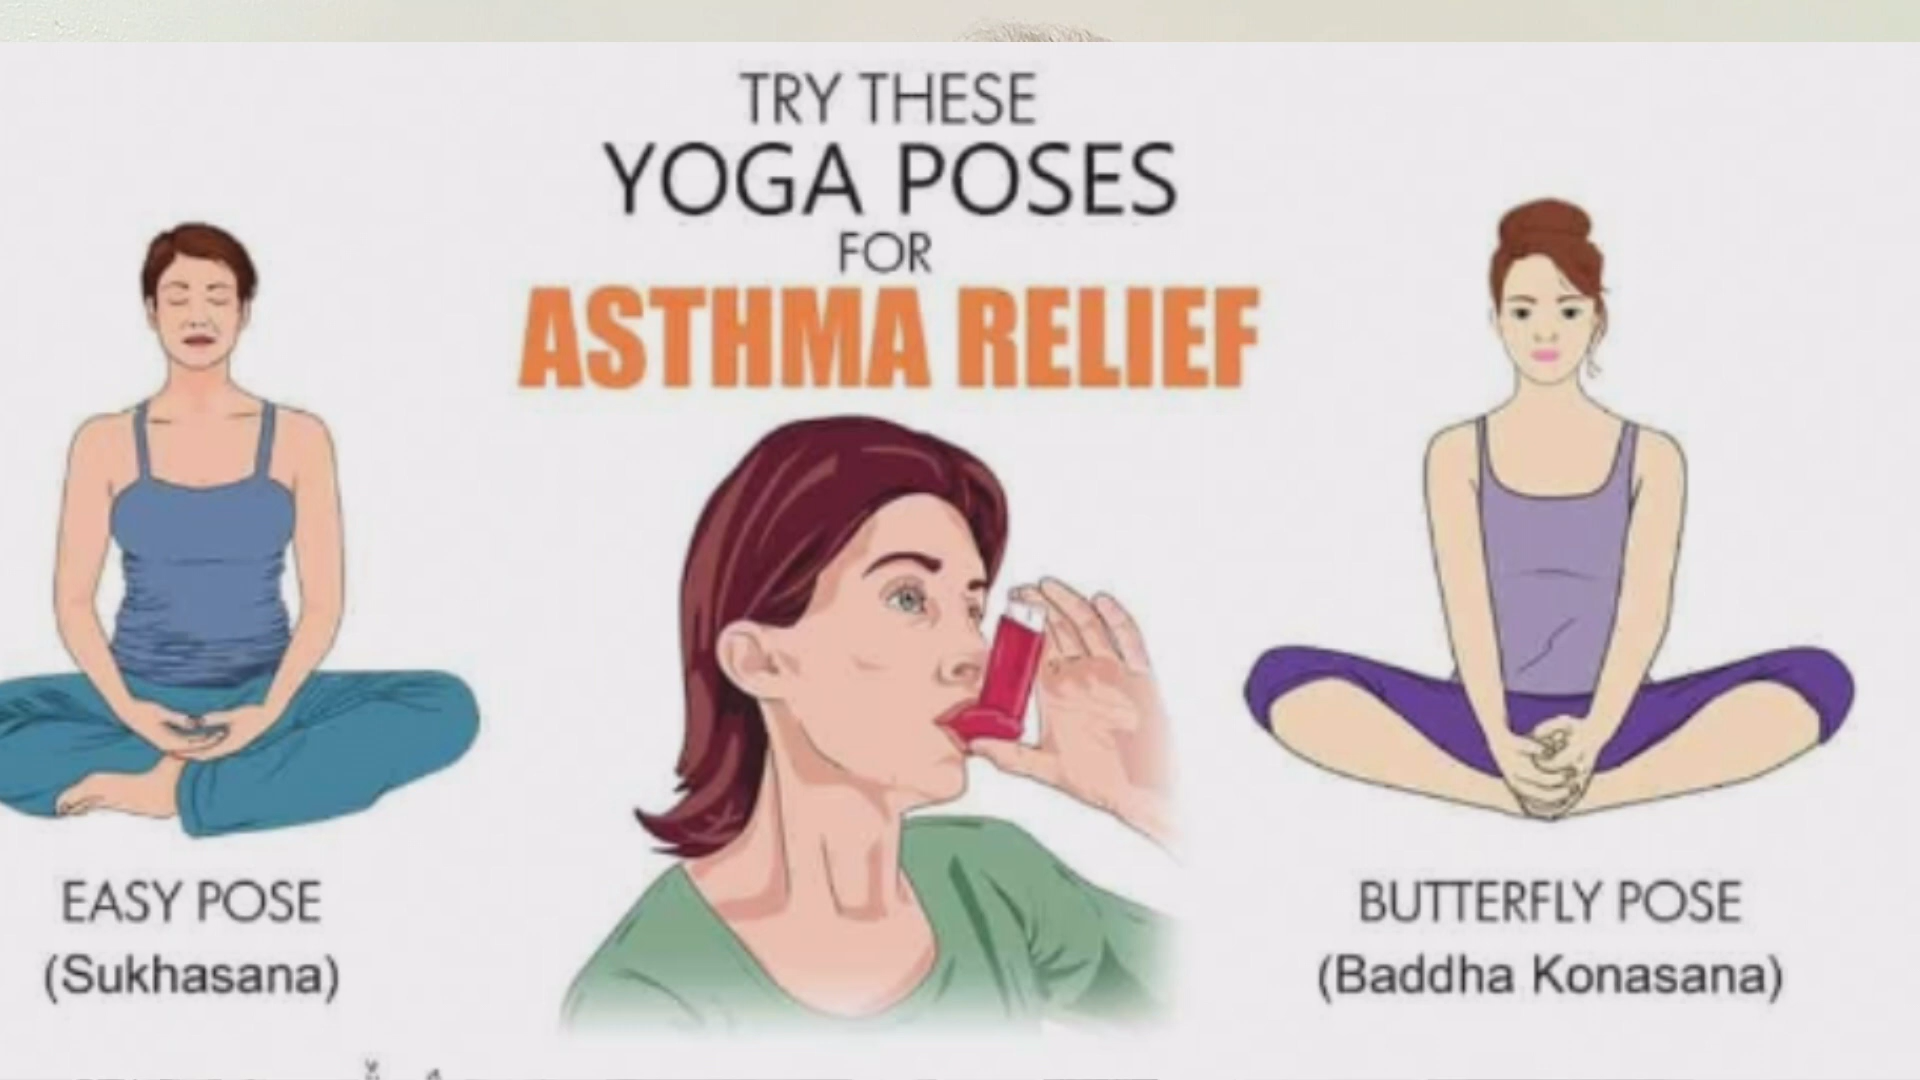 TRY THESE
YOGA POSES
FOR
ASTHMA RELIEF
EASY POSE
(Sukhasana)
BUTTERFLY POSE
(Baddha Konasana)